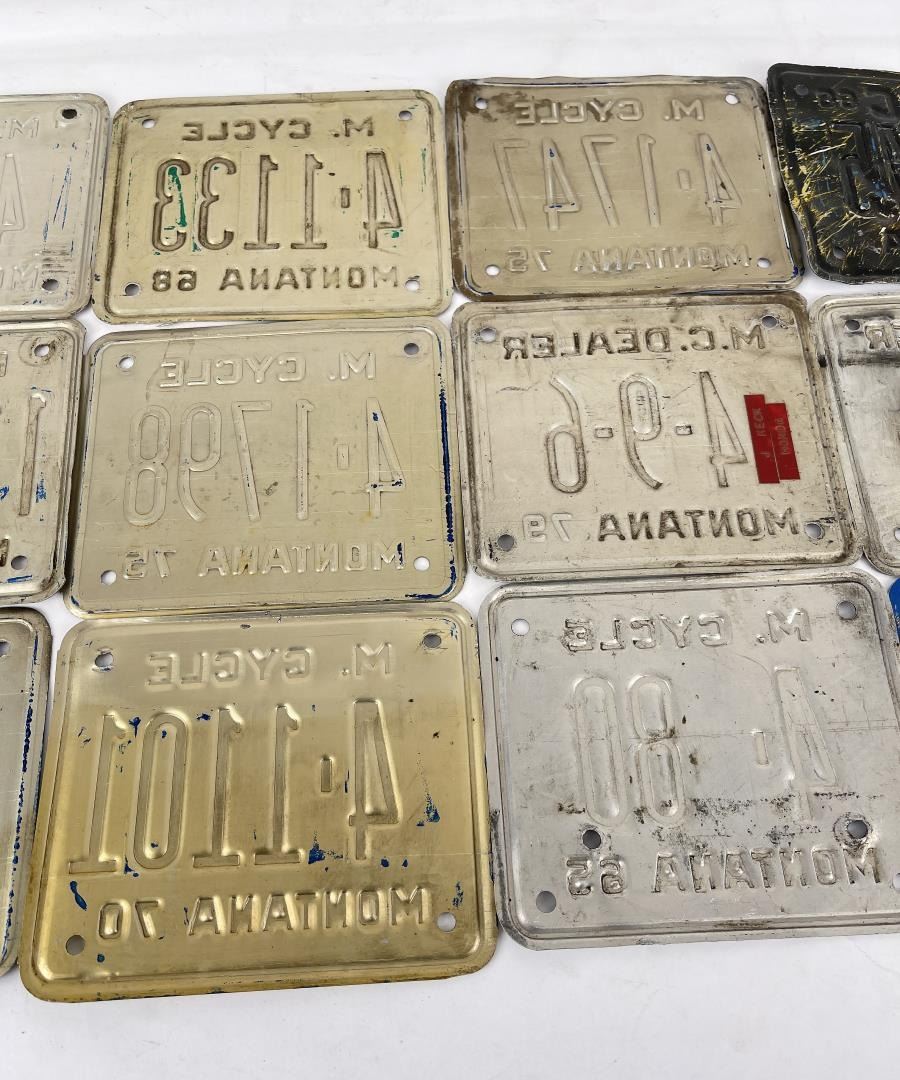 M. CYCLE
4-1133
MONTANA 68
M. CYCLE
4-1747
MONTANA 75
M. CYCLE
4-1798
MONTANA 75
M.C. DEALER
4-9-6
MONTANA 79
M. CYCLE
4-1101
MONTANA 70
M. CYCLE
4-80
MONTANA 65